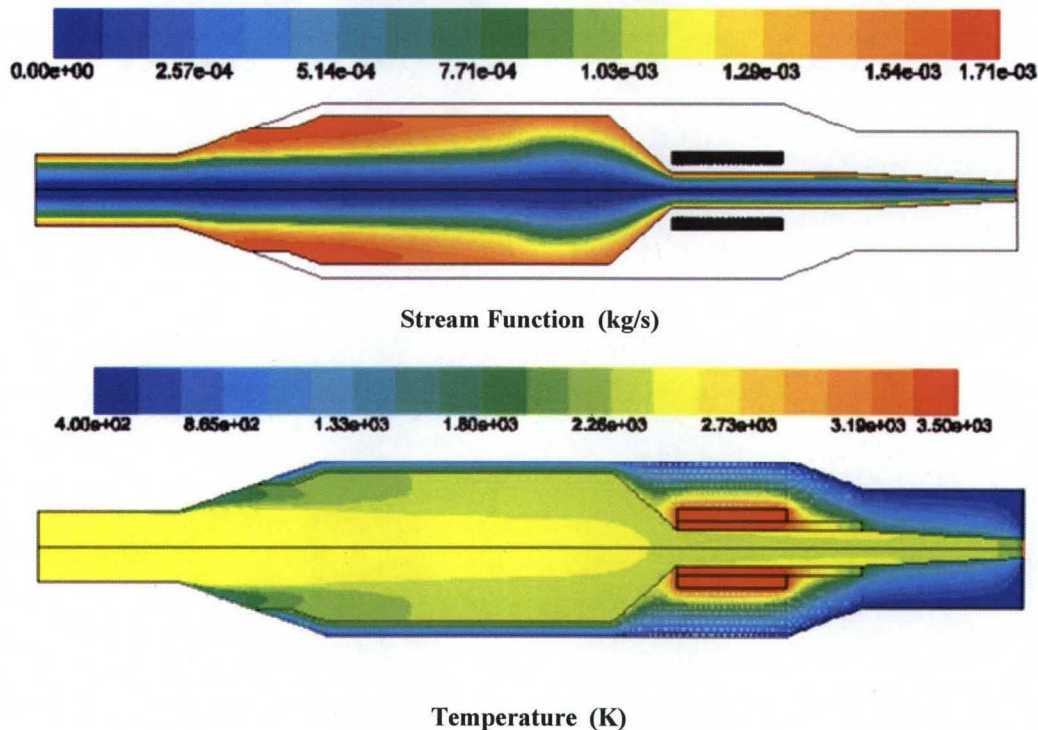 0.00e+00 2.57e-04 5.14e-04 7.71e-04 1.03e-03 1.29e-03 1.54e-03 1.71e-03
Stream Function (kg/s)
4.00e+02 8.65e+02 1.33e+03 1.80e+03 2.26e+03 2.73e+03 3.19e+03 3.50e+03
Temperature (K)